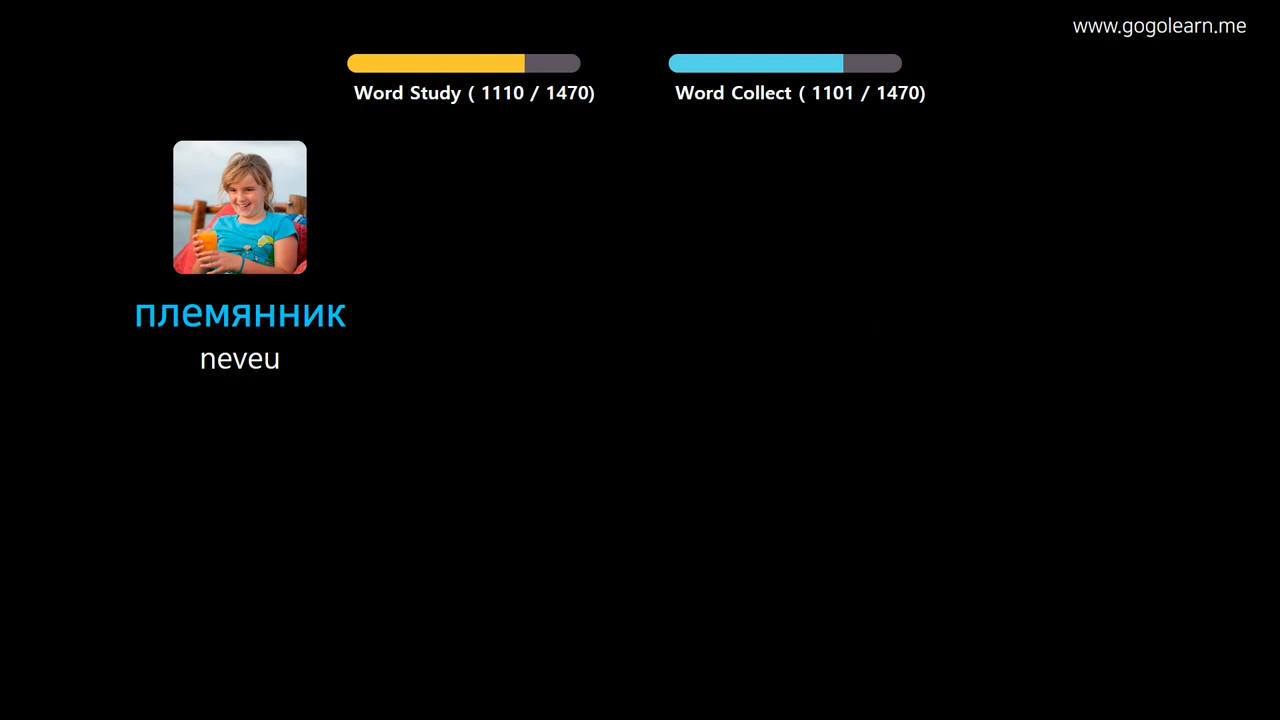 www.gogolearn.me
Word Study ( 1110 / 1470)
Word Collect ( 1101 / 1470)
племянник
neveu